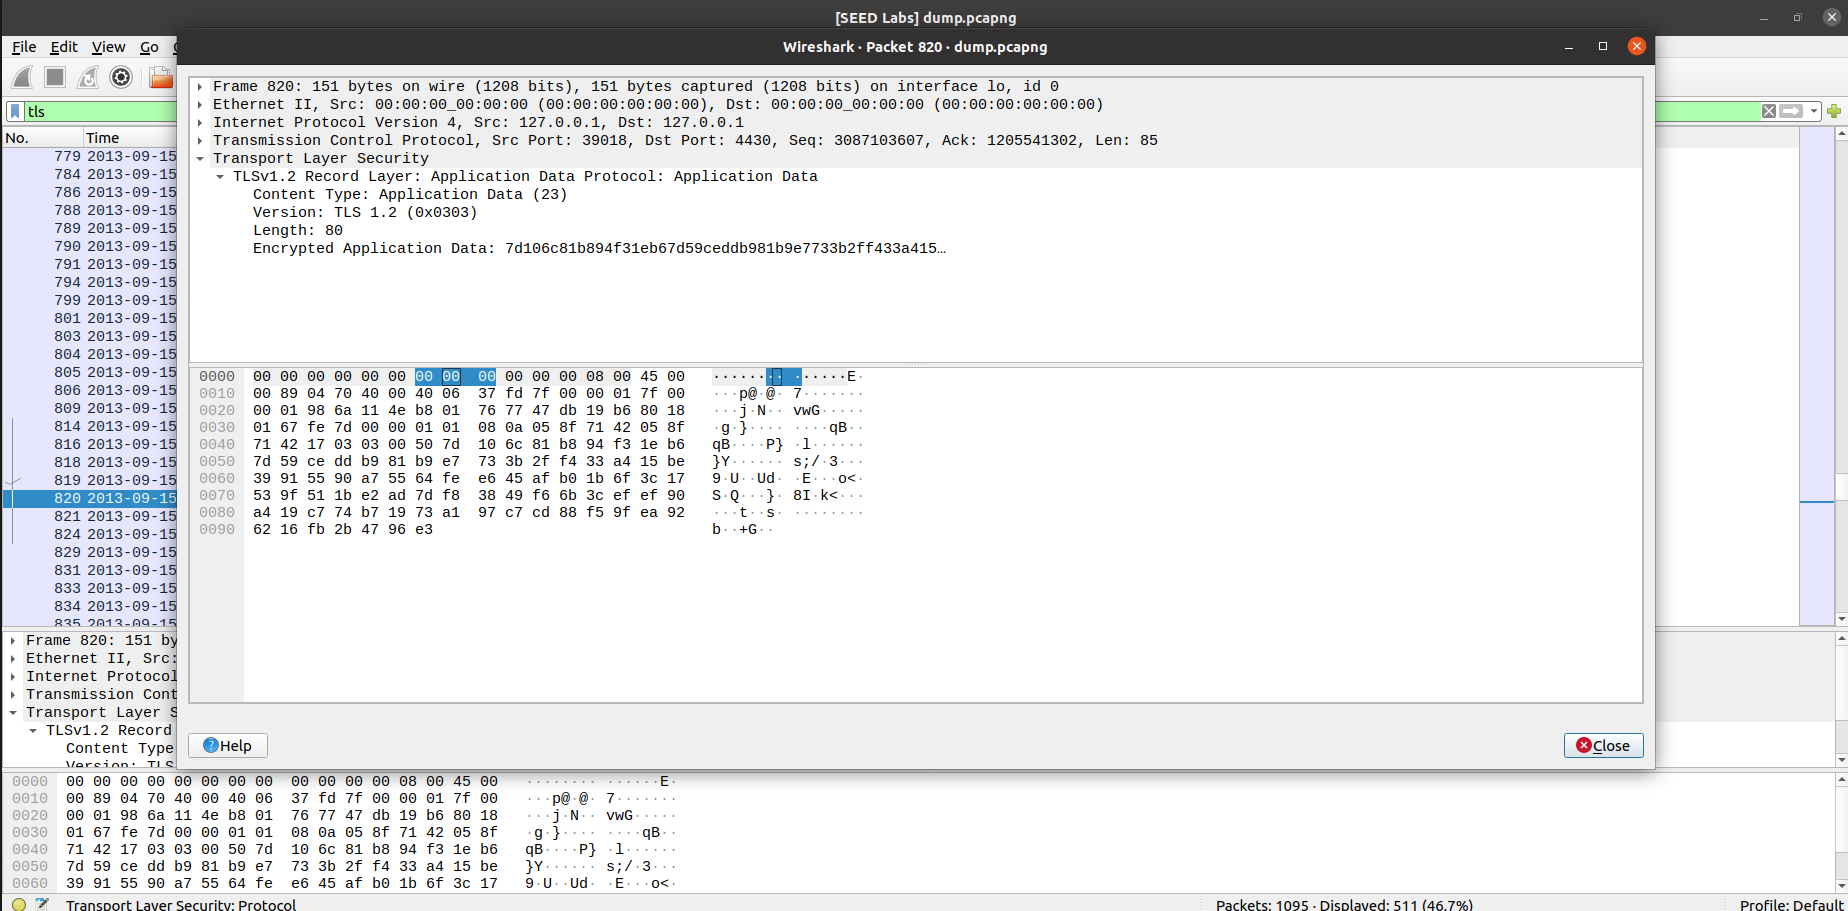 [SEED Labs] dump.pcapng
File Edit View Go
Wireshark · Packet 820 · dump.pcapng
tls
No. Time
779 2013-09-15
784 2013-09-15
786 2013-09-15
788 2013-09-15
789 2013-09-15
790 2013-09-15
791 2013-09-15
794 2013-09-15
799 2013-09-15
801 2013-09-15
803 2013-09-15
804 2013-09-15
805 2013-09-15
806 2013-09-15
809 2013-09-15
814 2013-09-15
816 2013-09-15
818 2013-09-15
819 2013-09-15
820 2013-09-15
821 2013-09-15
824 2013-09-15
829 2013-09-15
831 2013-09-15
833 2013-09-15
834 2013-09-15
835 2013-09-15
Frame 820: 151 bytes on wire (1208 bits), 151 bytes captured (1208 bits) on interface lo, id 0
Ethernet II, Src: 00:00:00_00:00:00 (00:00:00:00:00:00), Dst: 00:00:00_00:00:00 (00:00:00:00:00:00)
Internet Protocol Version 4, Src: 127.0.0.1, Dst: 127.0.0.1
Transmission Control Protocol, Src Port: 39018, Dst Port: 4430, Seq: 3087103607, Ack: 1205541302, Len: 85
Transport Layer Security
TLSv1.2 Record Layer: Application Data Protocol: Application Data
Content Type: Application Data (23)
Version: TLS 1.2 (0x0303)
Length: 80
Encrypted Application Data: 7d106c81b894f31eb67d59ceddb981b9e7733b2ff433a415…
0000 00 00 00 00 00 00 00 00 00 00 00 00 08 00 45 00 ··············E·
0010 00 89 04 70 40 00 40 06 37 fd 7f 00 00 01 7f 00 ···p@·@· 7·······
0020 00 01 98 6a 11 4e b8 01 76 77 47 db 19 b6 80 18 ···j·N·· vwG·····
0030 01 67 fe 7d 00 00 01 01 08 0a 05 8f 71 42 05 8f ·g·}···· ····qB··
0040 71 42 17 03 03 00 50 7d 10 6c 81 b8 94 f3 1e b6 qB····P} ·l······
0050 7d 59 ce dd b9 81 b9 e7 73 3b 2f f4 33 a4 15 be }Y······ s;/·3···
0060 39 91 55 90 a7 55 64 fe e6 45 af b0 1b 6f 3c 17 9·U··Ud· ·E···o<·
0070 53 9f 51 1b e2 ad 7d f8 38 49 f6 6b 3c ef ef 90 S·Q···}· 8I·k<···
0080 a4 19 c7 74 b7 19 73 a1 97 c7 cd 88 f5 9f ea 92 ···t··s· ········
0090 62 16 fb 2b 47 96 e3 b··+G··
Help
Close
Frame 820: 151 by
Ethernet II, Src:
Internet Protocol
Transmission Cont
Transport Layer S
TLSv1.2 Record
Content Type
Version: TLS
0000 00 00 00 00 00 00 00 00 00 00 00 00 08 00 45 00 ········ ······E·
0010 00 89 04 70 40 00 40 06 37 fd 7f 00 00 01 7f 00 ···p@·@· 7·······
0020 00 01 98 6a 11 4e b8 01 76 77 47 db 19 b6 80 18 ···j·N·· vwG·····
0030 01 67 fe 7d 00 00 01 01 08 0a 05 8f 71 42 05 8f ·g·}···· ····qB··
0040 71 42 17 03 03 00 50 7d 10 6c 81 b8 94 f3 1e b6 qB····P} ·l······
0050 7d 59 ce dd b9 81 b9 e7 73 3b 2f f4 33 a4 15 be }Y······ s;/·3···
0060 39 91 55 90 a7 55 64 fe e6 45 af b0 1b 6f 3c 17 9·U··Ud· ·E···o<·
Transport Layer Security: Protocol
Packets: 1095 · Displayed: 511 (46.7%)
Profile: Default